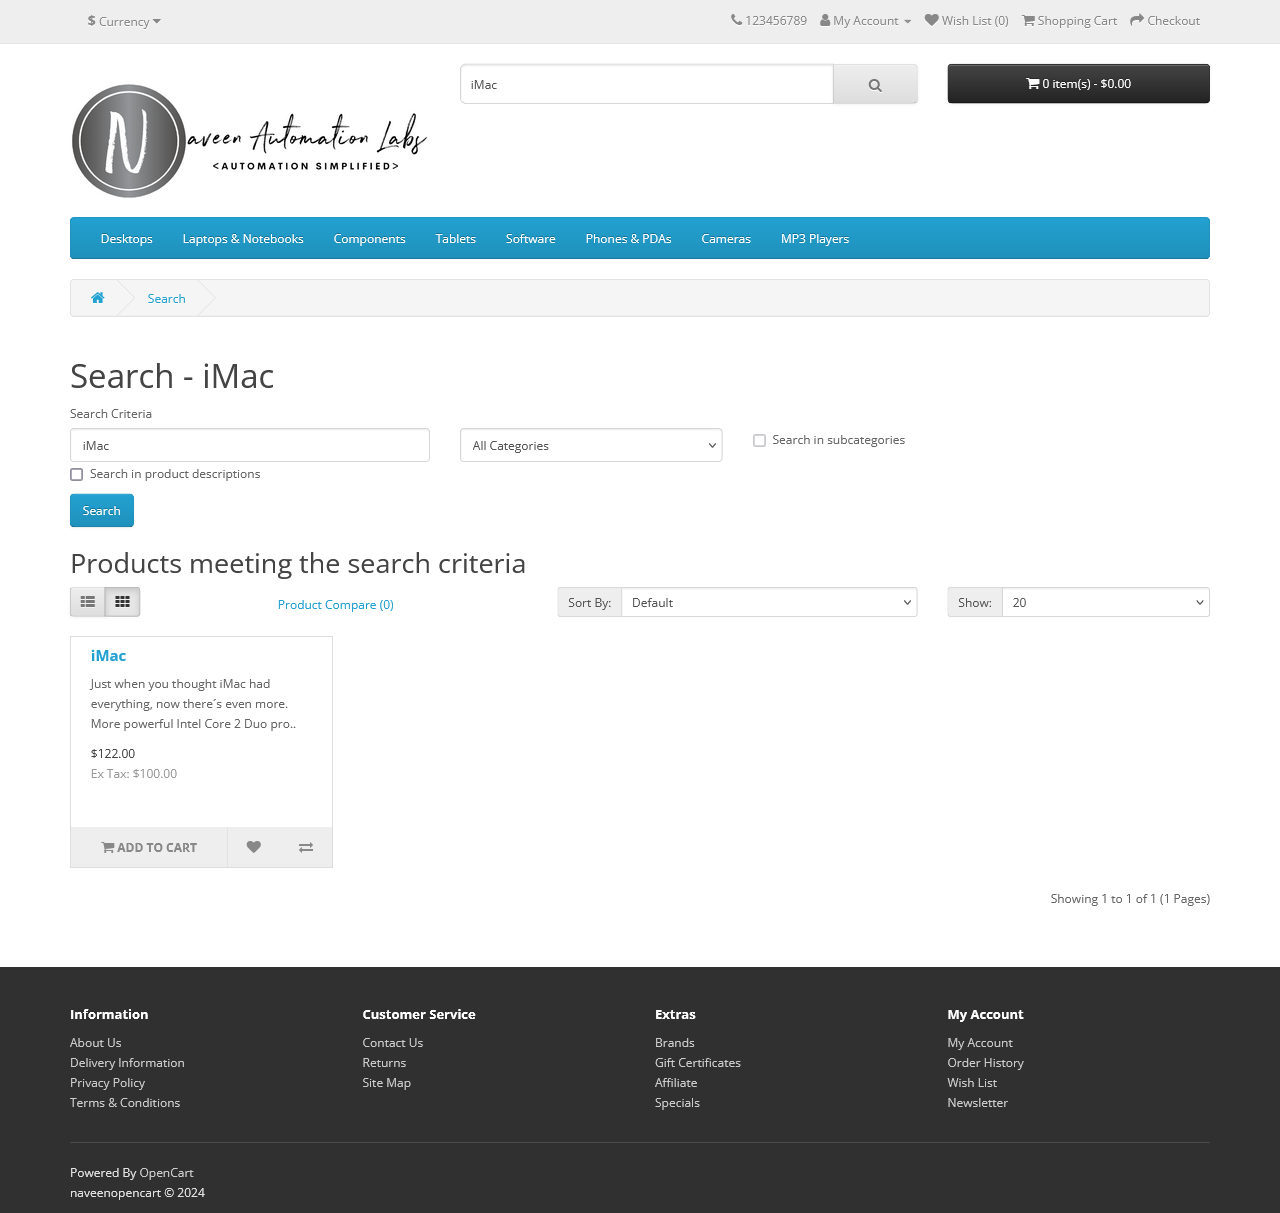 $ Currency
123456789 My Account Wish List (0) Shopping Cart Checkout
iMac
0 item(s) - $0.00
N
aveen Automation Labs
<AUTOMATION SIMPLIFIED>
Desktops Laptops & Notebooks Components Tablets Software Phones & PDAs Cameras MP3 Players
Search
Search - iMac
Search Criteria
iMac All Categories Search in subcategories
Search in product descriptions
Search
Products meeting the search criteria
Product Compare (0) Sort By: Default Show: 20
iMac
Just when you thought iMac had
everything, now there´s even more.
More powerful Intel Core 2 Duo pro..
$122.00
Ex Tax: $100.00
ADD TO CART
Showing 1 to 1 of 1 (1 Pages)
Information
About Us
Delivery Information
Privacy Policy
Terms & Conditions
Customer Service
Contact Us
Returns
Site Map
Extras
Brands
Gift Certificates
Affiliate
Specials
My Account
My Account
Order History
Wish List
Newsletter
Powered By OpenCart
naveenopencart © 2024